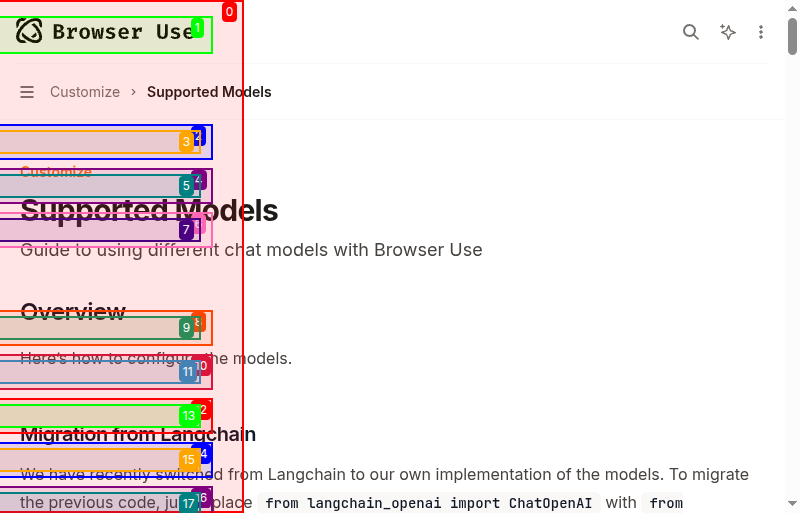 0
1
Browser Use
Customize
Supported Models
2
3
Customize
4
5
Supported Models
7
Guide to using different chat models with Browser Use
Overview
8
9
Here's how to configure the models.
10
11
12
13
Migration from Langchain
14
15
We have recently switched from Langchain to our own implementation of the models. To migrate
16
17
the previous code, just place from langchain_openai import ChatOpenAI with from